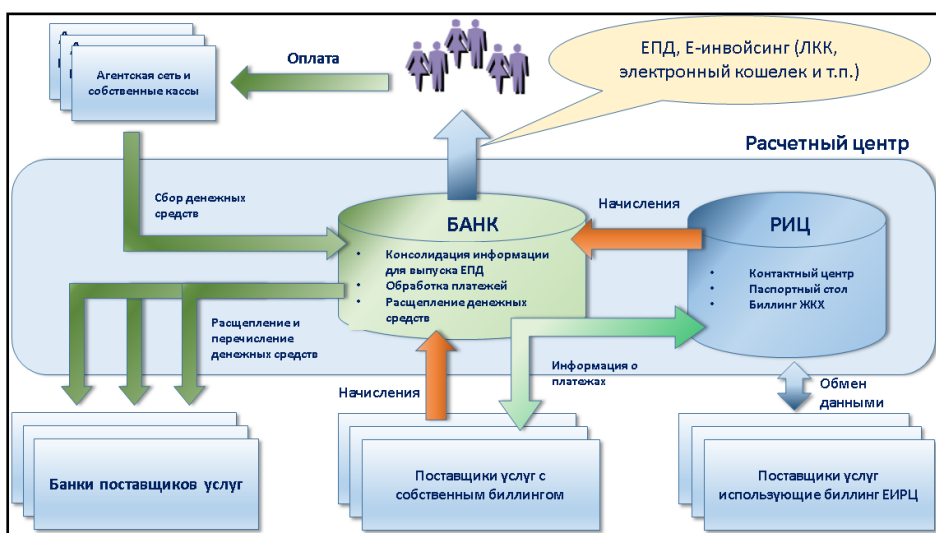 Агентская сеть и
собственные кассы
Оплата
ЕПД, Е-инвойсинг (ЛКК,
электронный кошелек и т.п.)
Расчетный центр
Сбор денежных
средств
БАНК
• Консолидация информации
для выпуска ЕПД
• Обработка платежей
• Расщепление денежных
средств
Начисления
РИЦ
• Контактный центр
• Паспортный стол
• Биллинг ЖКХ
Расщепление и
перечисление
денежных средств
Начисления
Информация о
платежах
Обмен
данными
Банки поставщиков услуг
Поставщики услуг с
собственным биллингом
Поставщики услуг
использующие биллинг ЕИРЦ